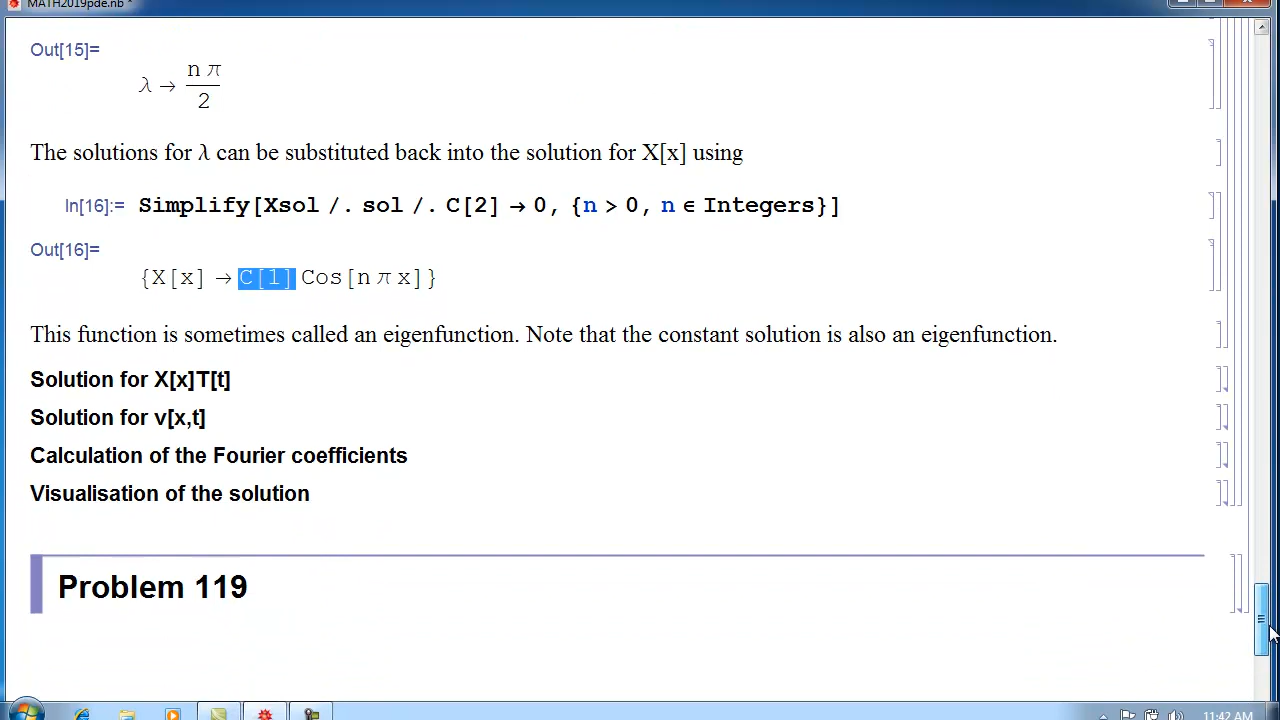 MATH2019pde.nb *
Out[15]=
λ → n π / 2
The solutions for λ can be substituted back into the solution for X[x] using
In[16]:= Simplify[Xsol /. sol /. C[2] → 0, {n > 0, n ∈ Integers}]
Out[16]=
{X[x] → C[1] Cos[n π x]}
This function is sometimes called an eigenfunction. Note that the constant solution is also an eigenfunction.
Solution for X[x]T[t]
Solution for v[x,t]
Calculation of the Fourier coefficients
Visualisation of the solution
Problem 119
11:42 AM